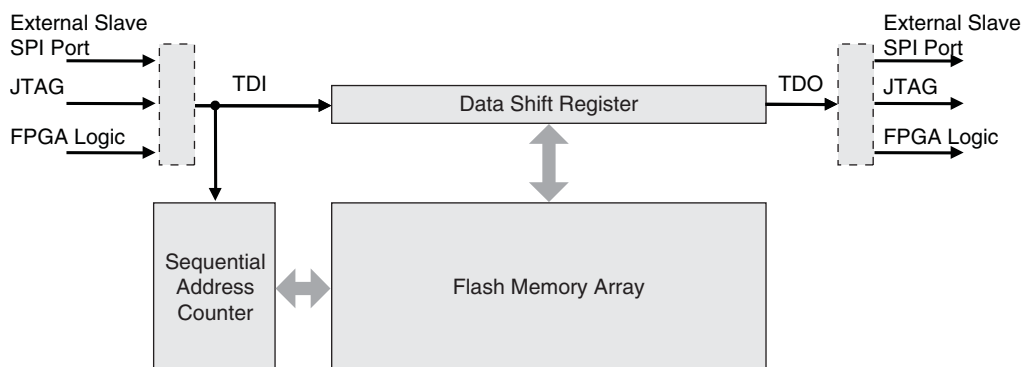 External Slave
SPI Port
JTAG
FPGA Logic
TDI
Data Shift Register
TDO
External Slave
SPI Port
JTAG
FPGA Logic
Sequential
Address
Counter
Flash Memory Array